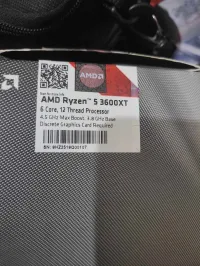 AMD
AMD Ryzen™ 5 3600XT
6 Core, 12 Thread Processor
4.5 GHz Max Boost, 3.8 GHz Base
Discrete Graphics Card Required